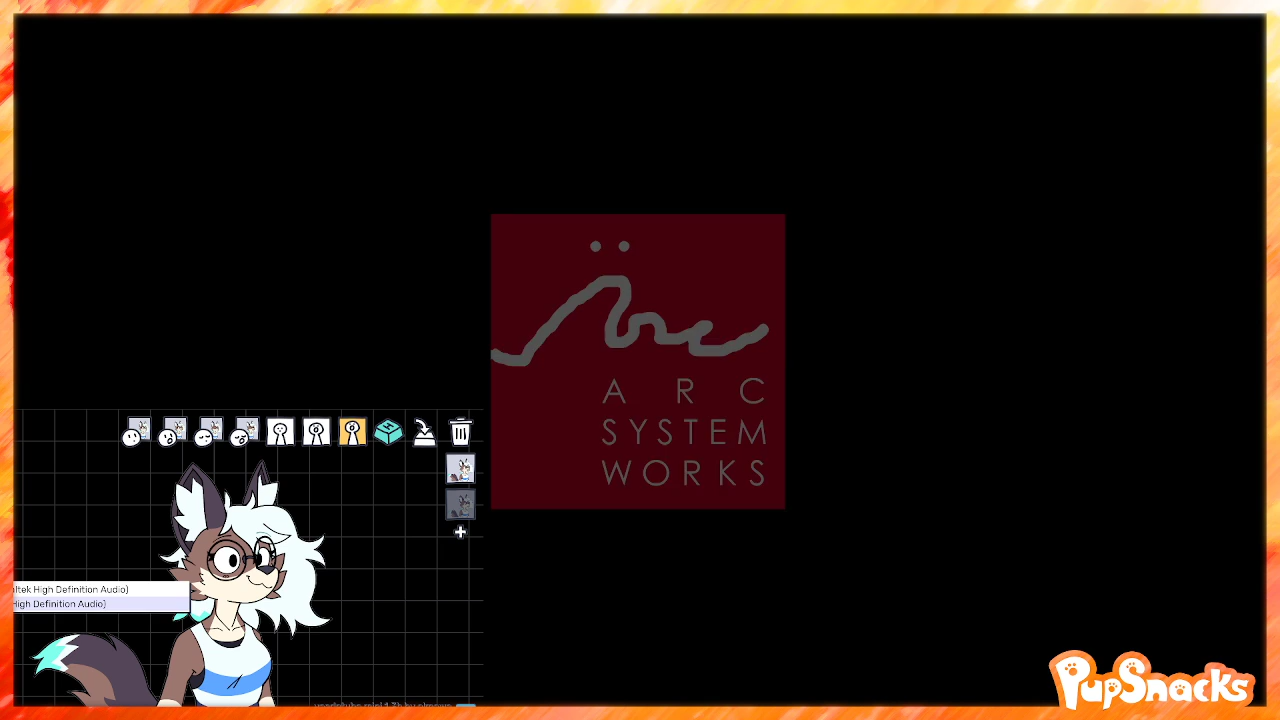 Arc
A R C
SYSTEM
WORKS
ltek High Definition Audio)
High Definition Audio)
PupSnacks